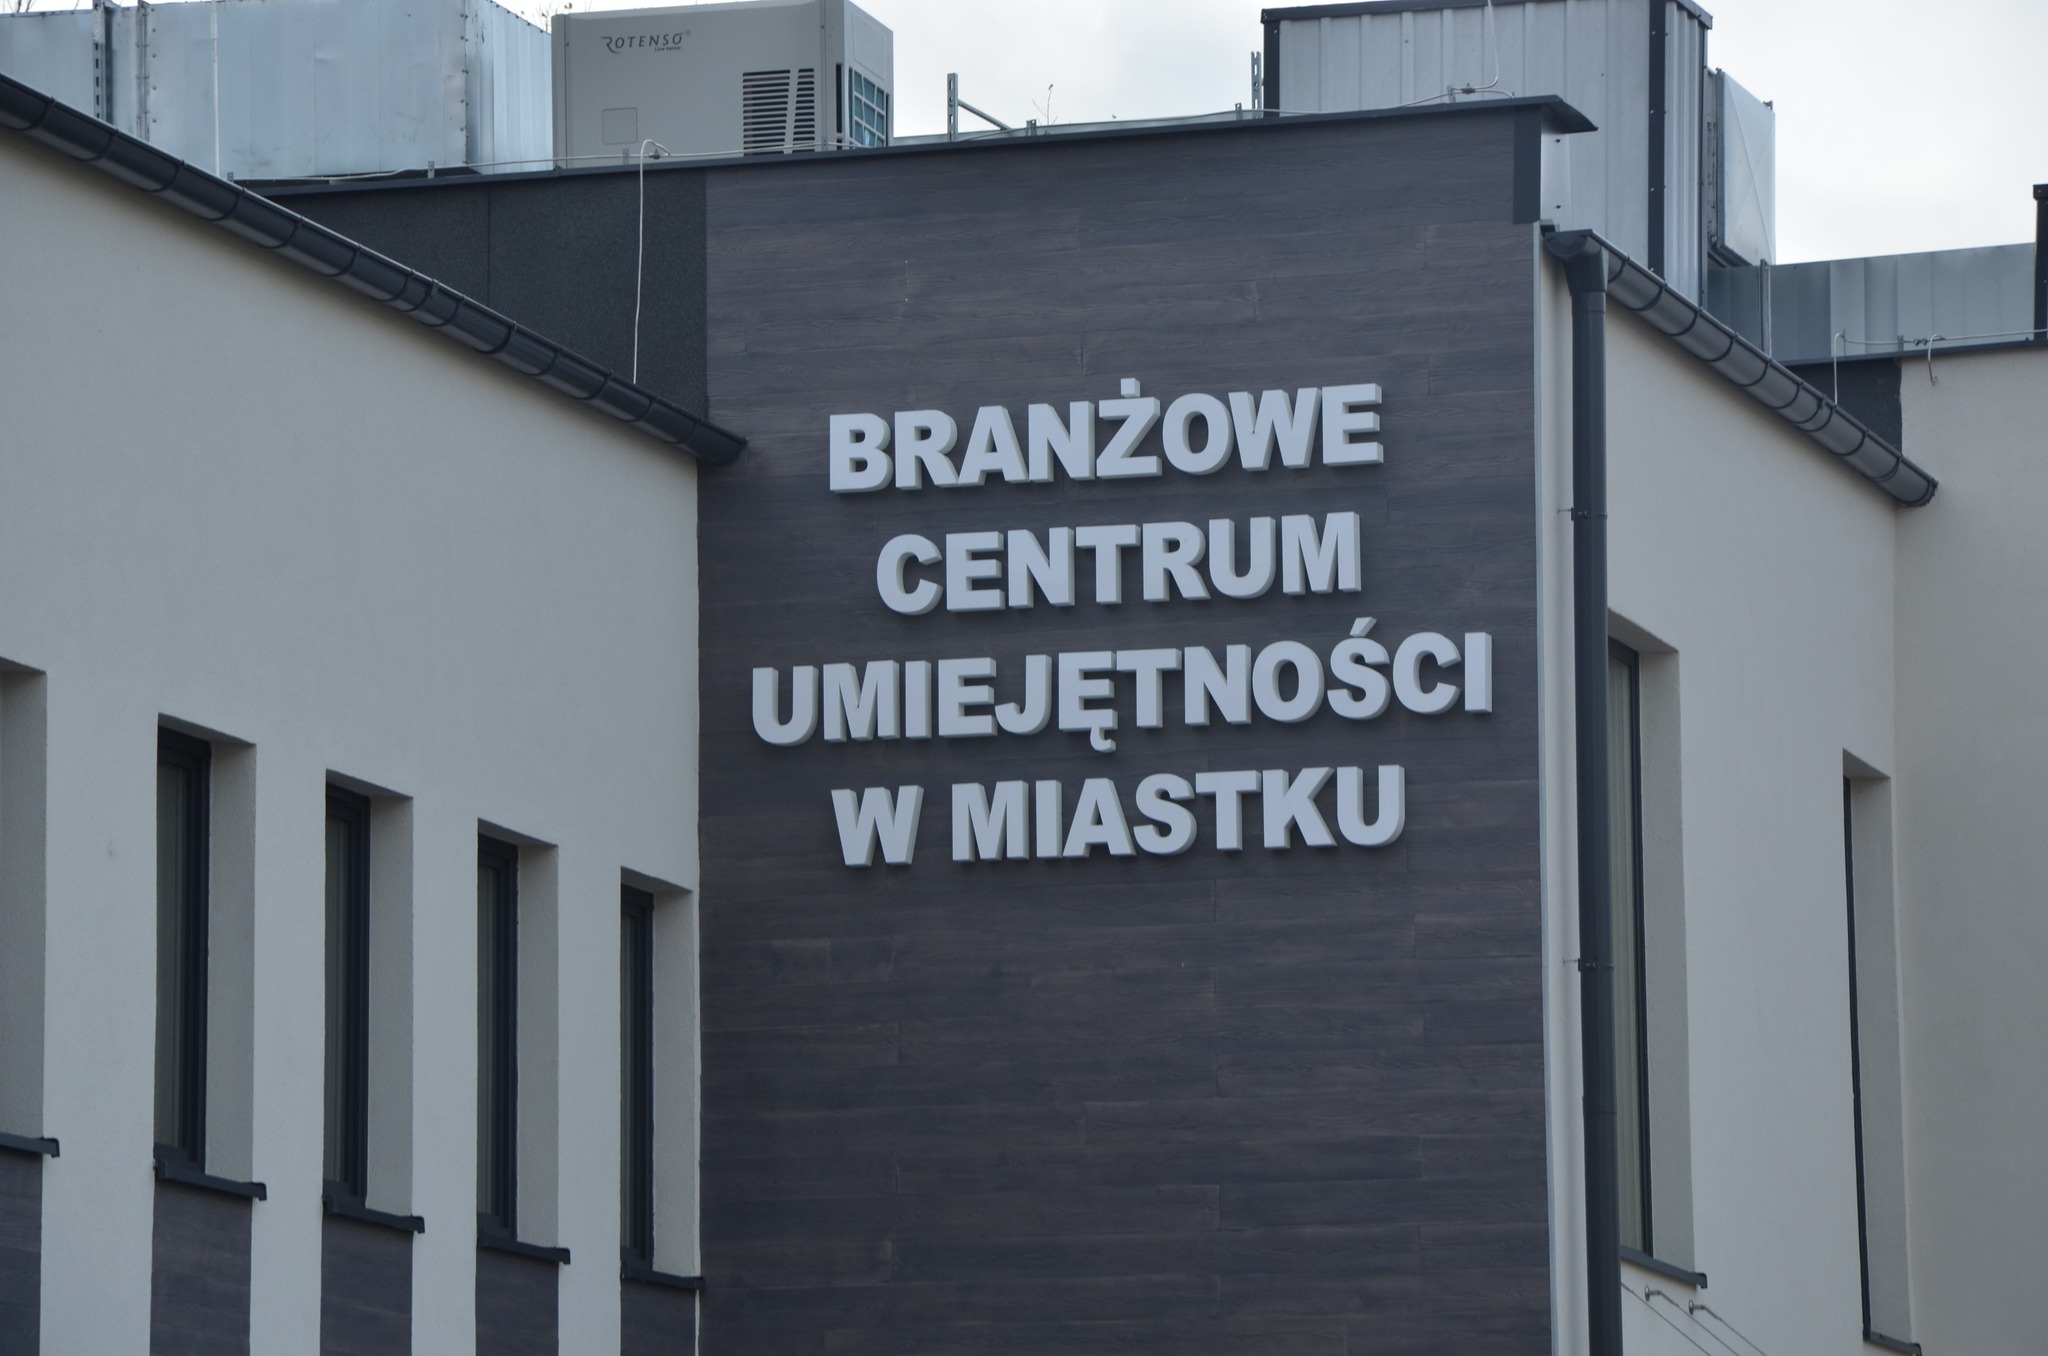 ROTENSO
BRANŻOWE
CENTRUM
UMIEJĘTNOŚCI
W MIASTKU